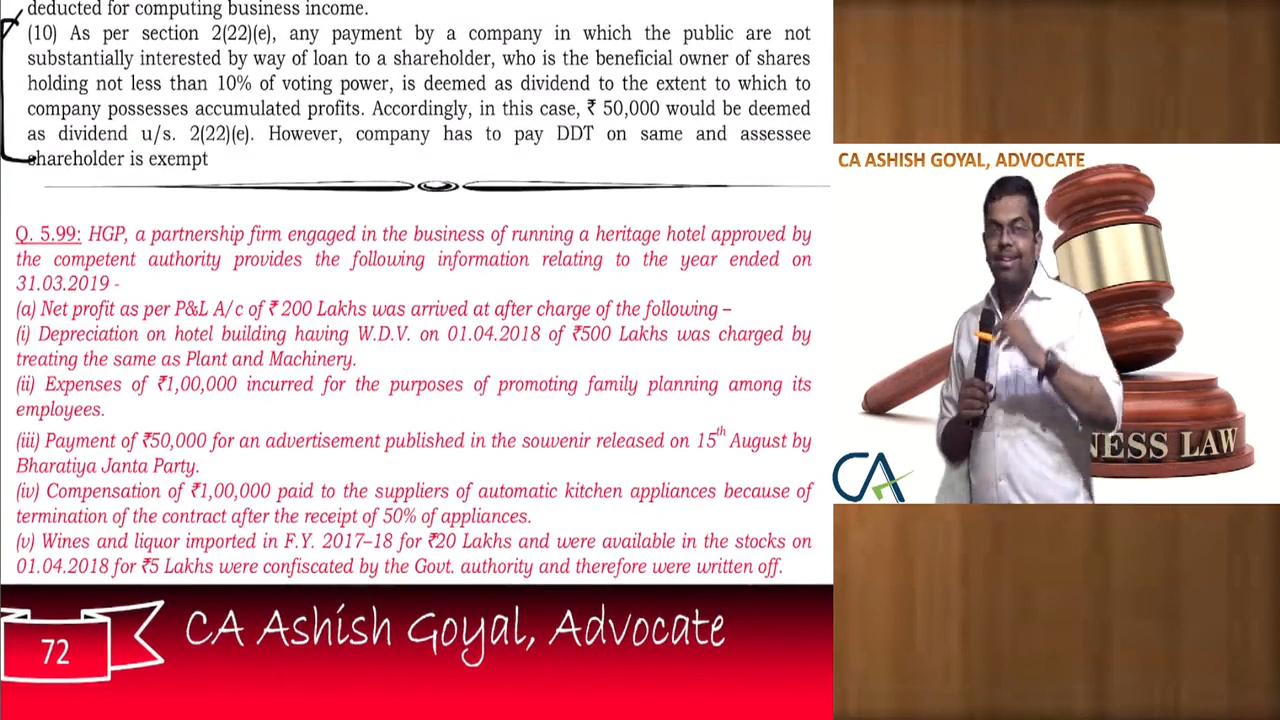 deducted for computing business income.
(10) As per section 2(22)(e), any payment by a company in which the public are not
substantially interested by way of loan to a shareholder, who is the beneficial owner of shares
holding not less than 10% of voting power, is deemed as dividend to the extent to which to
company possesses accumulated profits. Accordingly, in this case, ₹ 50,000 would be deemed
as dividend u/s. 2(22)(e). However, company has to pay DDT on same and assessee
shareholder is exempt
Q. 5.99: HGP, a partnership firm engaged in the business of running a heritage hotel approved by
the competent authority provides the following information relating to the year ended on
31.03.2019 -
(a) Net profit as per P&L A/c of ₹ 200 Lakhs was arrived at after charge of the following –
(i) Depreciation on hotel building having W.D.V. on 01.04.2018 of ₹500 Lakhs was charged by
treating the same as Plant and Machinery.
(ii) Expenses of ₹1,00,000 incurred for the purposes of promoting family planning among its
employees.
(iii) Payment of ₹50,000 for an advertisement published in the souvenir released on 15th August by
Bharatiya Janta Party.
(iv) Compensation of ₹1,00,000 paid to the suppliers of automatic kitchen appliances because of
termination of the contract after the receipt of 50% of appliances.
(v) Wines and liquor imported in F.Y. 2017–18 for ₹20 Lakhs and were available in the stocks on
01.04.2018 for ₹5 Lakhs were confiscated by the Govt. authority and therefore were written off.
72
CA Ashish Goyal, Advocate
CA ASHISH GOYAL, ADVOCATE
NESS LAW
CA